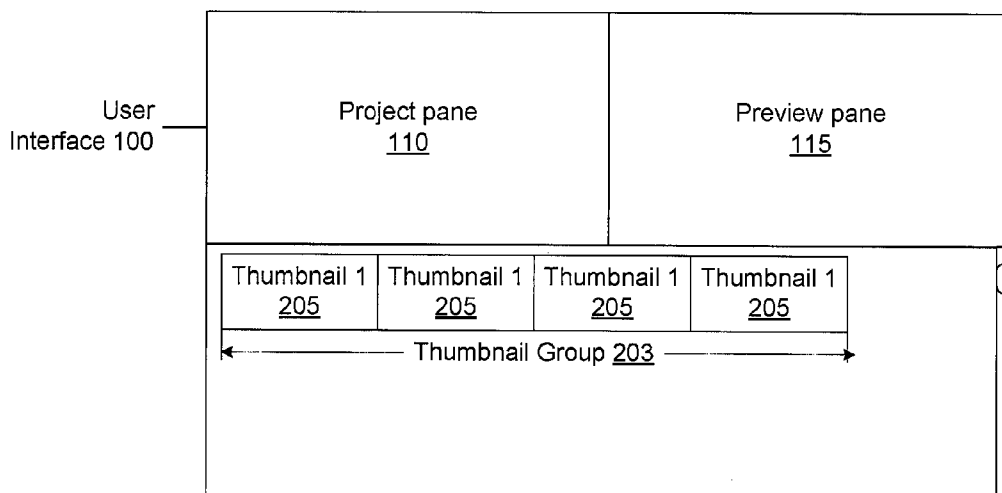 User
Interface 100
Project pane
110
Preview pane
115
Thumbnail 1
205
Thumbnail 1
205
Thumbnail 1
205
Thumbnail 1
205
Thumbnail Group 203